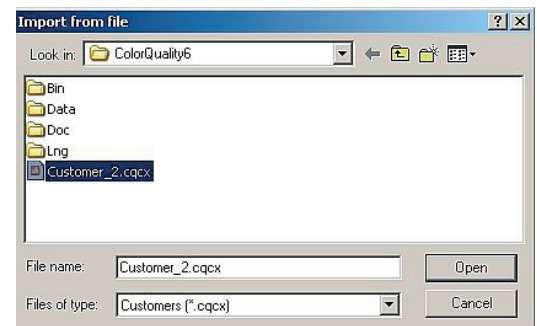 Import from file
Look in: ColorQuality6
Bin
Data
Doc
Lng
Customer_2.cqcx
File name: Customer_2.cqcx Open
Files of type: Customers (*.cqcx) Cancel